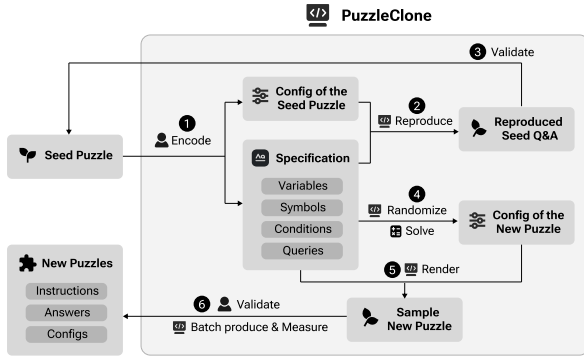 PuzzleClone
3 Validate
1
Encode
Seed Puzzle
Config of the
Seed Puzzle
2
Reproduce
Reproduced
Seed Q&A
Specification
Variables
Symbols
Conditions
Queries
4
Randomize
Solve
Config of the
New Puzzle
5 Render
New Puzzles
Instructions
Answers
Configs
6 Validate
Batch produce & Measure
Sample
New Puzzle